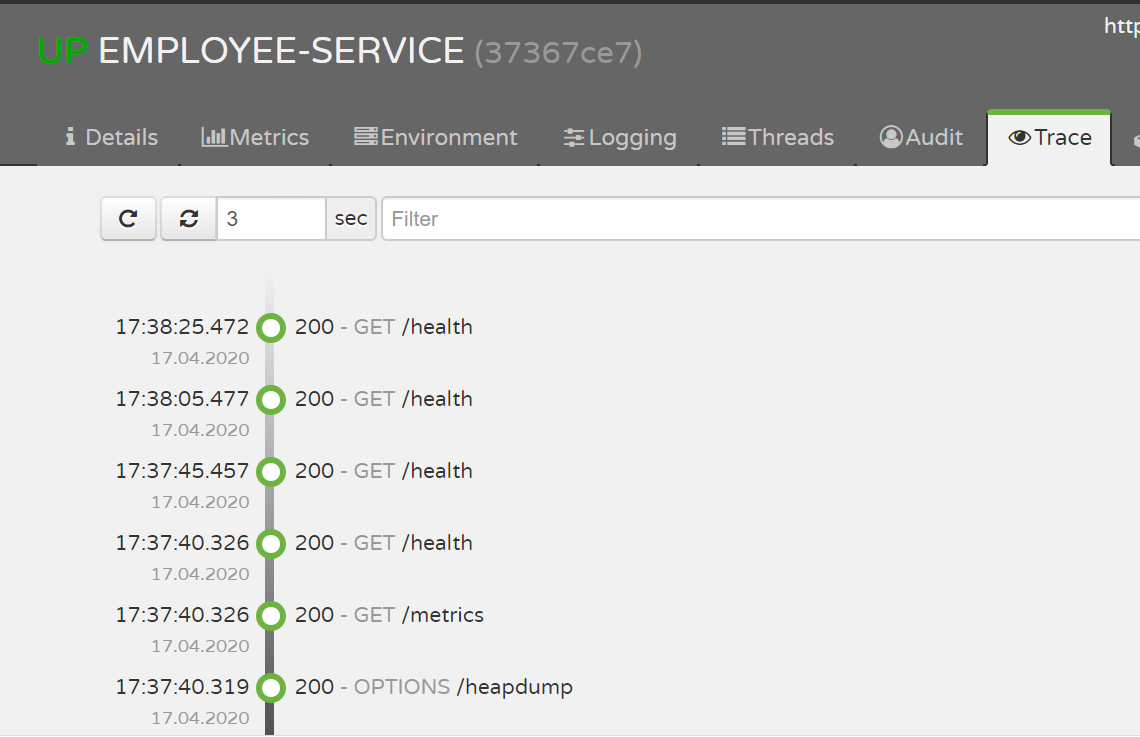 http
UP EMPLOYEE-SERVICE (37367ce7)
Details Metrics Environment Logging Threads Audit Trace
3 sec Filter
17:38:25.472 200 - GET /health
17.04.2020
17:38:05.477 200 - GET /health
17.04.2020
17:37:45.457 200 - GET /health
17.04.2020
17:37:40.326 200 - GET /health
17.04.2020
17:37:40.326 200 - GET /metrics
17.04.2020
17:37:40.319 200 - OPTIONS /heapdump
17.04.2020